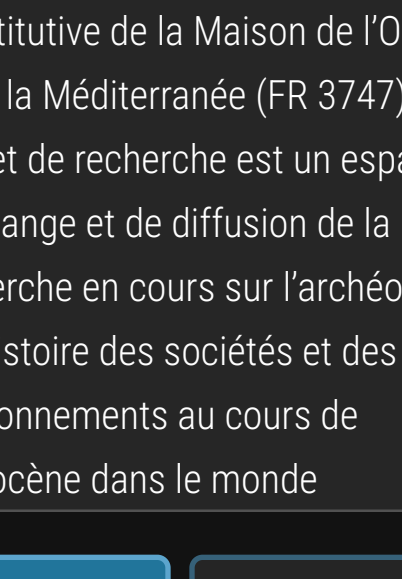 titutive de la Maison de l’O
la Méditerranée (FR 3747)
et de recherche est un espa
ange et de diffusion de la
erche en cours sur l’archéo
stoire des sociétés et des
onnements au cours de
ocène dans le monde